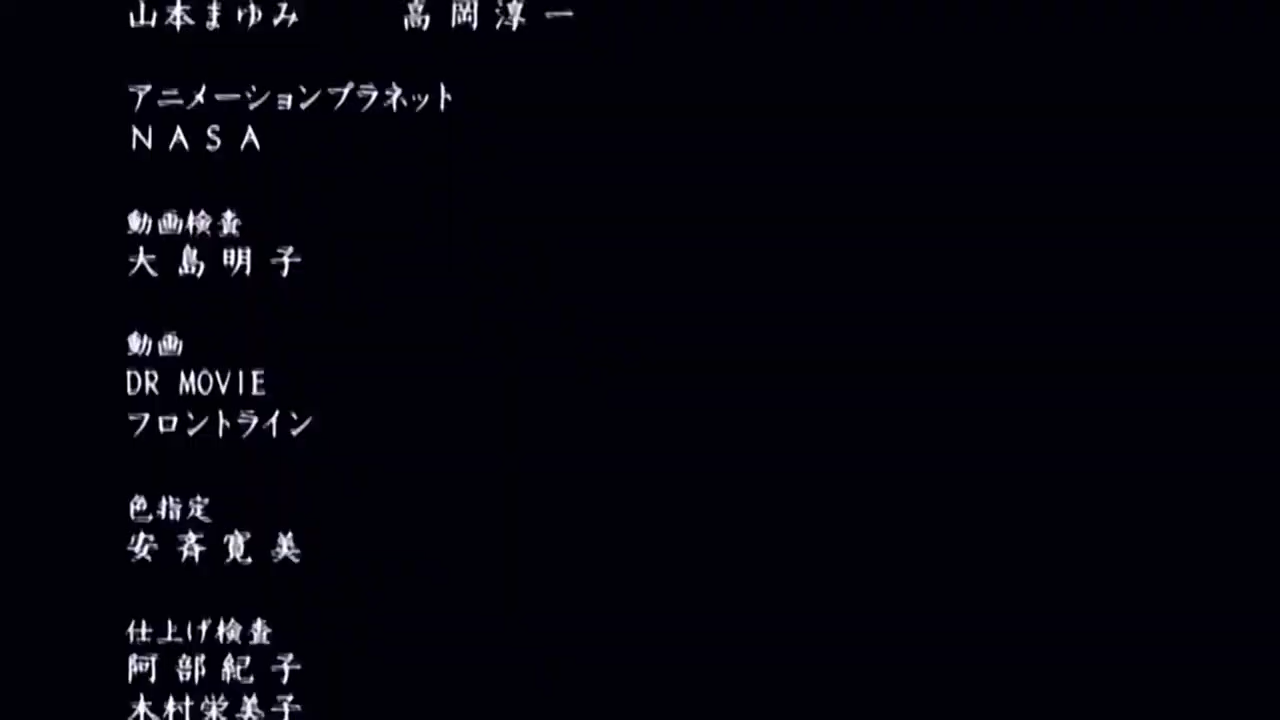 山本まゆみ　高岡淳一
アニメーションプラネット
NASA
動画検査
大島明子
動画
DR MOVIE
フロントライン
色指定
安斉寛美
仕上げ検査
阿部紀子
木村栄美子